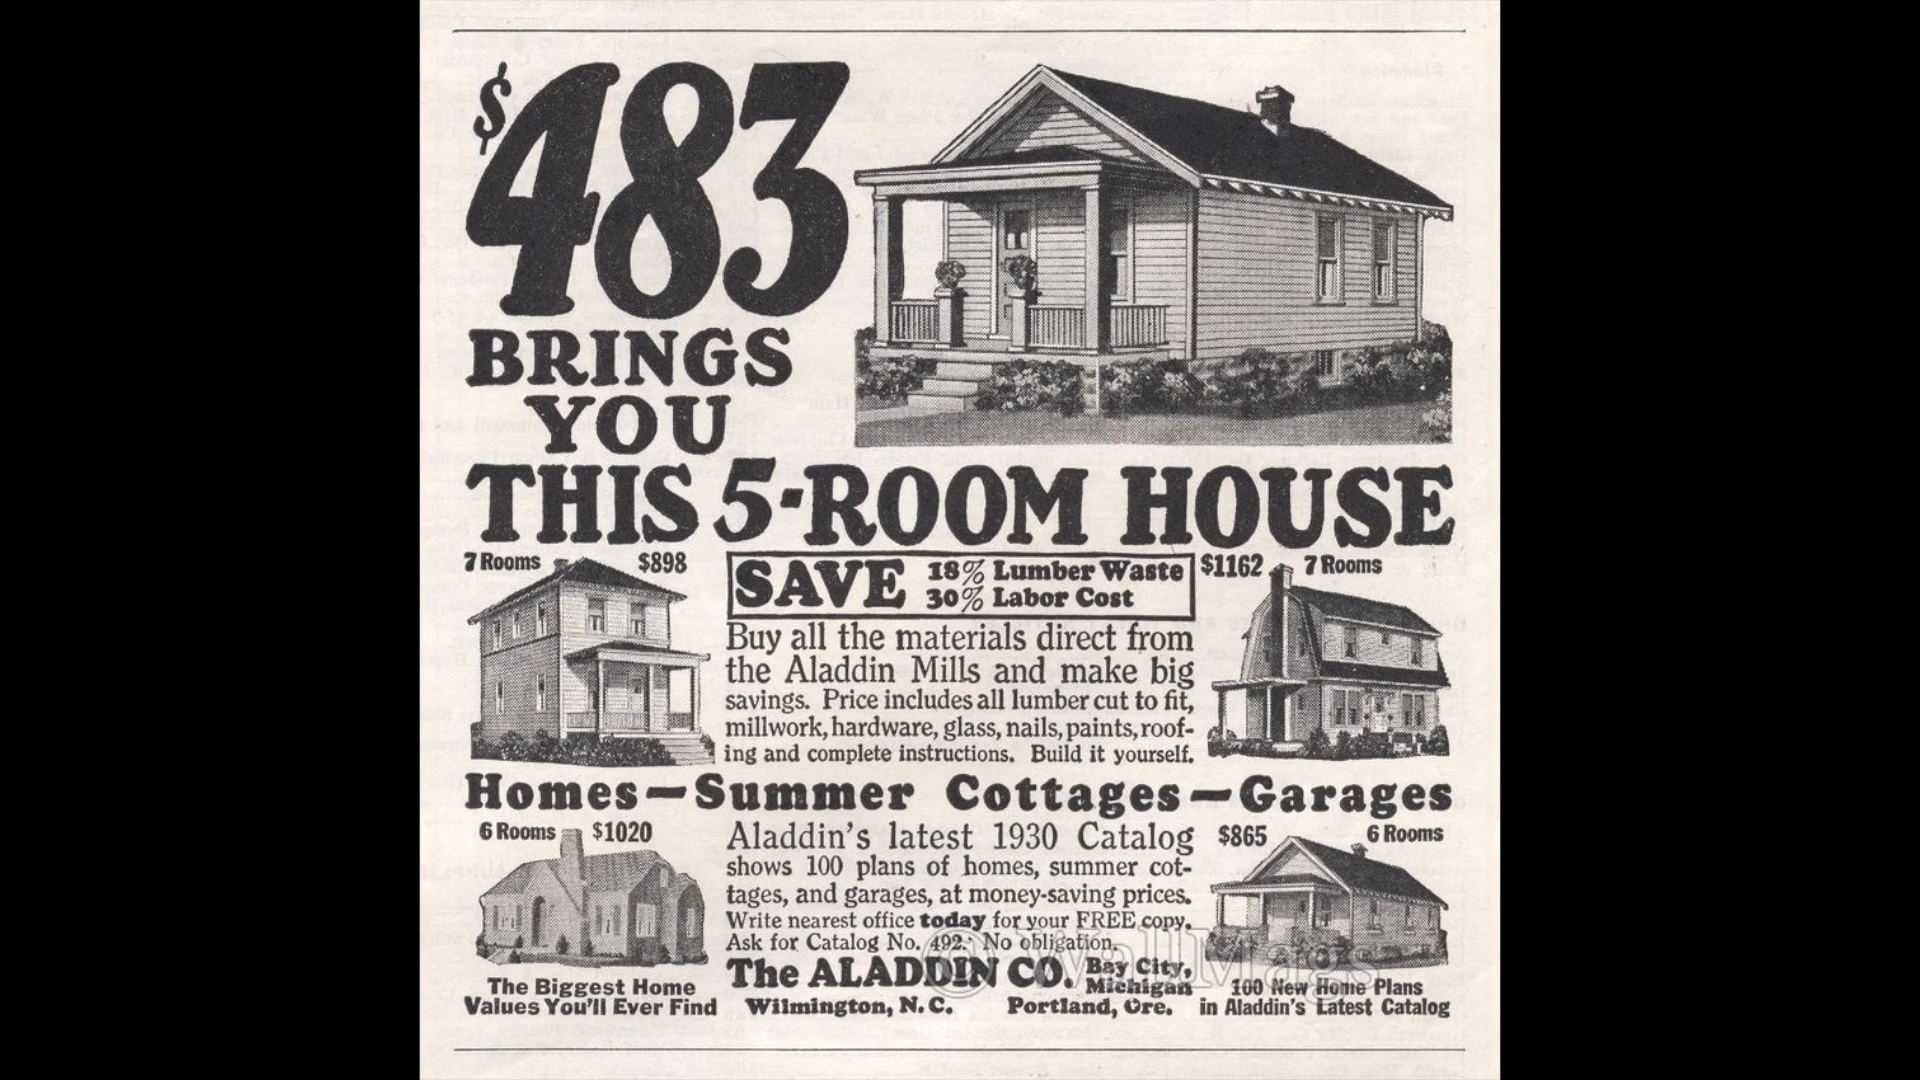 $483
BRINGS
YOU
THIS 5-ROOM HOUSE
7 Rooms $898
SAVE 18% Lumber Waste
30% Labor Cost
$1162 7 Rooms
Buy all the materials direct from
the Aladdin Mills and make big
savings. Price includes all lumber cut to fit,
millwork, hardware, glass, nails, paints, roof-
ing and complete instructions. Build it yourself.
Homes—Summer Cottages—Garages
6 Rooms $1020
Aladdin's latest 1930 Catalog
shows 100 plans of homes, summer cot-
tages, and garages, at money-saving prices.
Write nearest office today for your FREE copy.
Ask for Catalog No. 492. No obligation.
$865 6 Rooms
The ALADDIN CO. Bay City,
Michigan
Wilmington, N. C. Portland, Ore.
The Biggest Home
Values You'll Ever Find
100 New Home Plans
in Aladdin's Latest Catalog
© WallMags